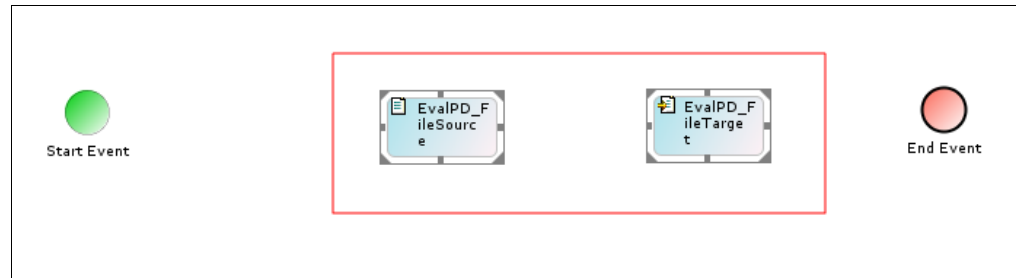 Start Event
EvalPD_F
ileSourc
e
EvalPD_F
ileTarge
t
End Event